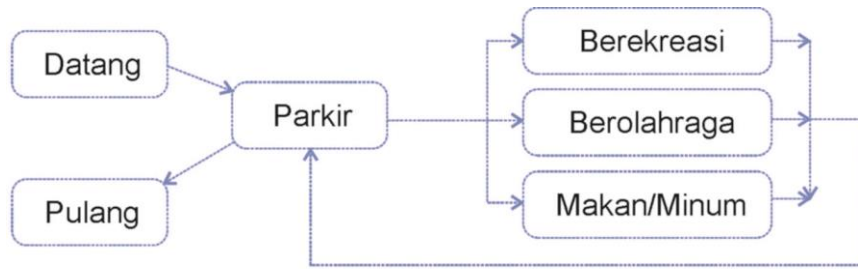 Datang
Parkir
Pulang
Berekreasi
Berolahraga
Makan/Minum